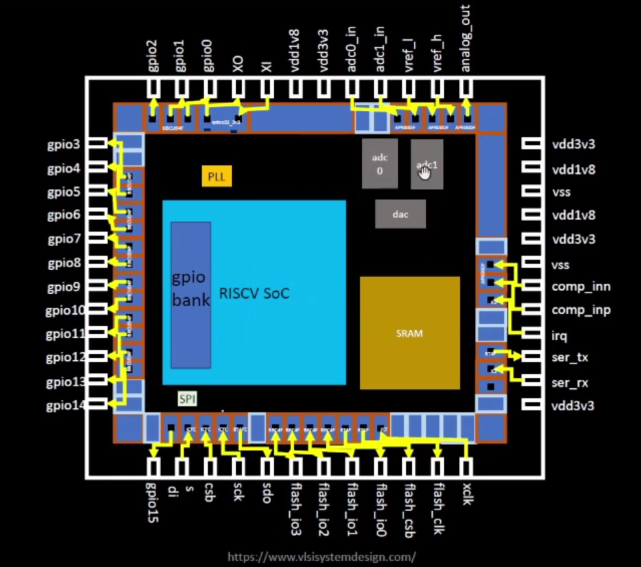 gpio2
gpio1
gpio0
XO
XI
vdd1v8
vdd3v3
adc0_in
adc1_in
vref_l
vref_h
analog_out
gpio3
gpio4
gpio5
gpio6
gpio7
gpio8
gpio9
gpio10
gpio11
gpio12
gpio13
gpio14
adc
0
adc1
PLL
dac
gpio
bank
RISCV SoC
SRAM
SPI
vdd3v3
vdd1v8
vss
vdd1v8
vdd3v3
vss
comp_inn
comp_inp
irq
ser_tx
ser_rx
vdd3v3
gpio15
di
s
csb
sck
sdo
flash_io3
flash_io2
flash_io1
flash_io0
flash_csb
flash_clk
xclk
https://www.vlsisystemdesign.com/